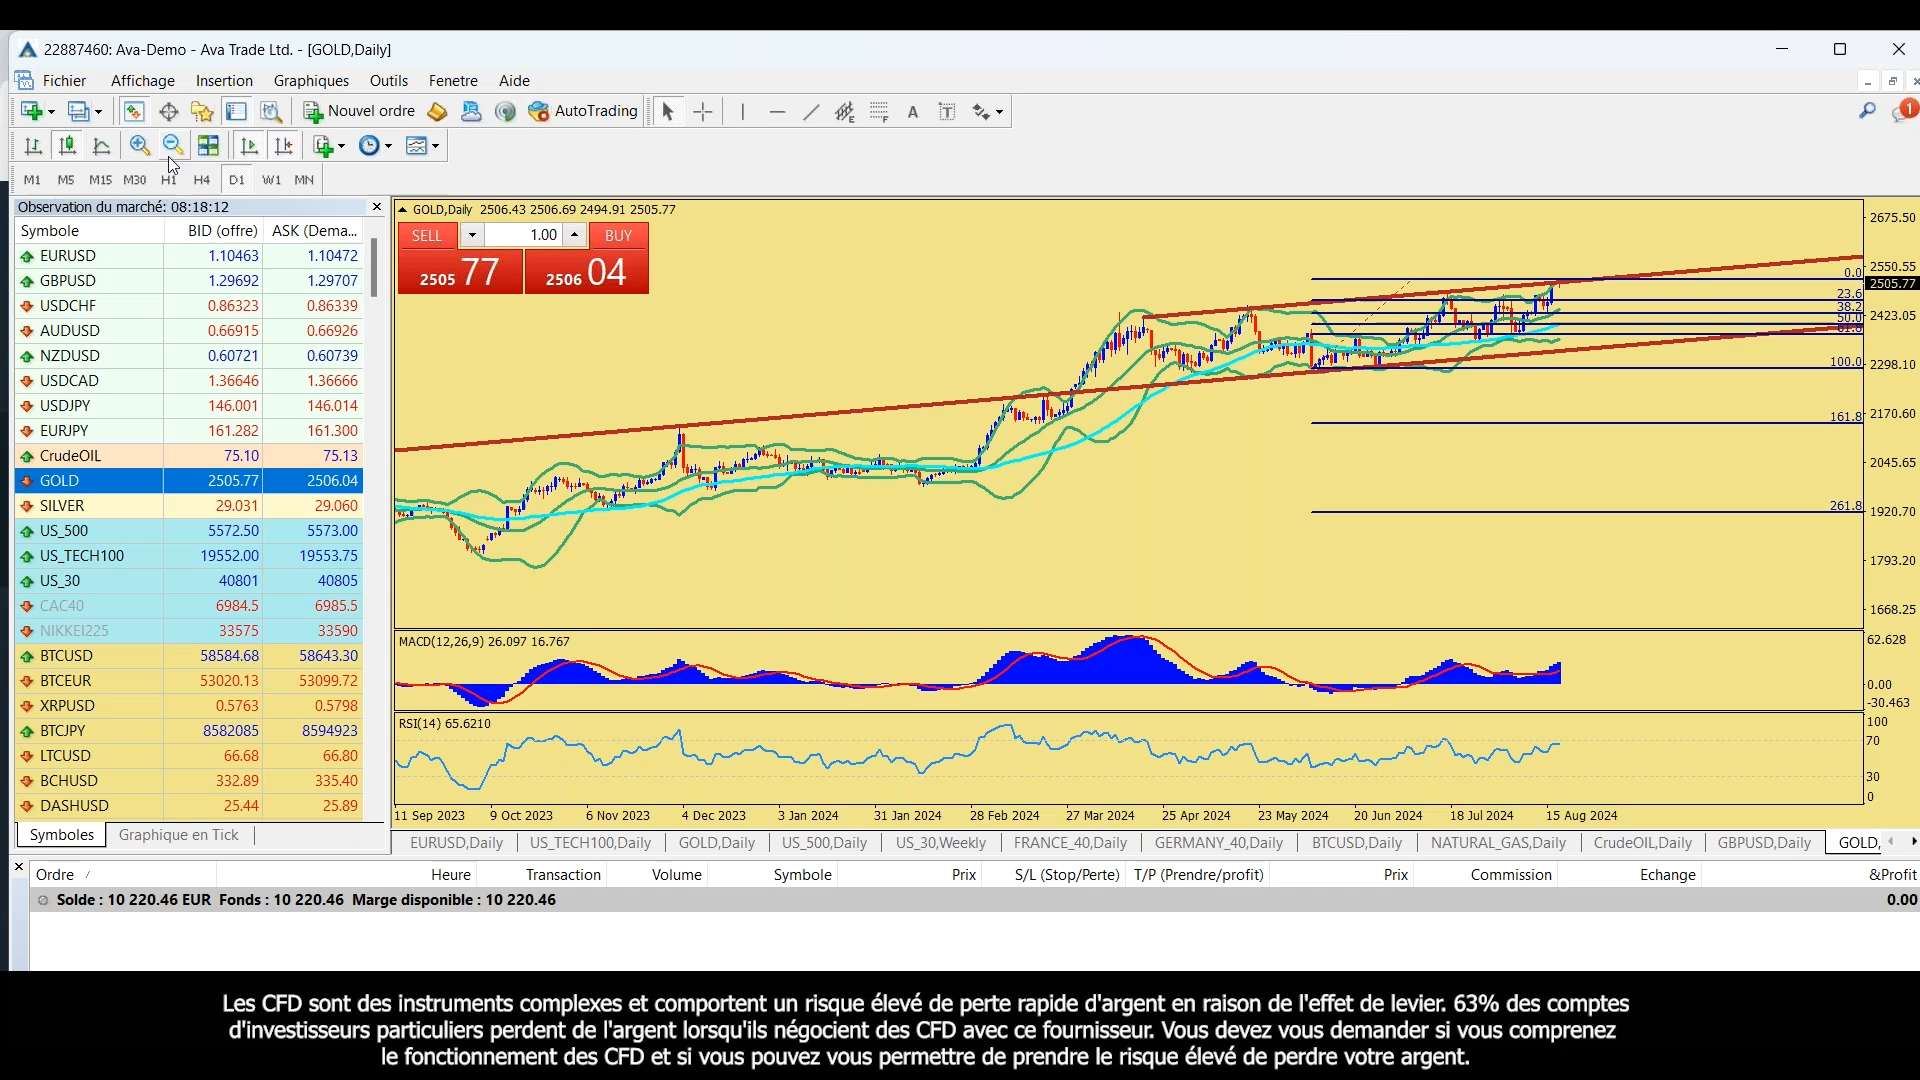 22887460: Ava-Demo - Ava Trade Ltd. - [GOLD,Daily]
Fichier Affichage Insertion Graphiques Outils Fenetre Aide
Nouvel ordre AutoTrading A T 1
M1 M5 M15 M30 H1 H4 D1 W1 MN
Observation du marché: 08:18:12
Symbole BID (offre) ASK (Dema...
EURUSD 1.10463 1.10472
GBPUSD 1.29692 1.29707
USDCHF 0.86323 0.86339
AUDUSD 0.66915 0.66926
NZDUSD 0.60721 0.60739
USDCAD 1.36646 1.36666
USDJPY 146.001 146.014
EURJPY 161.282 161.300
CrudeOIL 75.10 75.13
GOLD 2505.77 2506.04
SILVER 29.031 29.060
US_500 5572.50 5573.00
US_TECH100 19552.00 19553.75
US_30 40801 40805
CAC40 6984.5 6985.5
NIKKEI225 33575 33590
BTCUSD 58584.68 58643.30
BTCEUR 53020.13 53099.72
XRPUSD 0.5763 0.5798
BTCJPY 8582085 8594923
LTCUSD 66.68 66.80
BCHUSD 332.89 335.40
DASHUSD 25.44 25.89
Symboles Graphique en Tick
GOLD,Daily 2506.43 2506.69 2494.91 2505.77
SELL 1.00 BUY
2505 77 2506 04
0.0
23.6
38.2
50.0
61.8
100.0
161.8
261.8
2675.50
2550.55
2505.77
2423.05
2298.10
2170.60
2045.65
1920.70
1793.20
1668.25
MACD(12,26,9) 26.097 16.767
62.628
0.00
-30.463
RSI(14) 65.6210
100
70
30
0
11 Sep 2023 9 Oct 2023 6 Nov 2023 4 Dec 2023 3 Jan 2024 31 Jan 2024 28 Feb 2024 27 Mar 2024 25 Apr 2024 23 May 2024 20 Jun 2024 18 Jul 2024 15 Aug 2024
EURUSD,Daily US_TECH100,Daily GOLD,Daily US_500,Daily US_30,Weekly FRANCE_40,Daily GERMANY_40,Daily BTCUSD,Daily NATURAL_GAS,Daily CrudeOIL,Daily GBPUSD,Daily GOLD,
Ordre / Heure Transaction Volume Symbole Prix S/L (Stop/Perte) T/P (Prendre/profit) Prix Commission Echange &Profit
Solde : 10 220.46 EUR Fonds : 10 220.46 Marge disponible : 10 220.46 0.00
Les CFD sont des instruments complexes et comportent un risque élevé de perte rapide d'argent en raison de l'effet de levier. 63% des comptes
d'investisseurs particuliers perdent de l'argent lorsqu'ils négocient des CFD avec ce fournisseur. Vous devez vous demander si vous comprenez
le fonctionnement des CFD et si vous pouvez vous permettre de prendre le risque élevé de perdre votre argent.